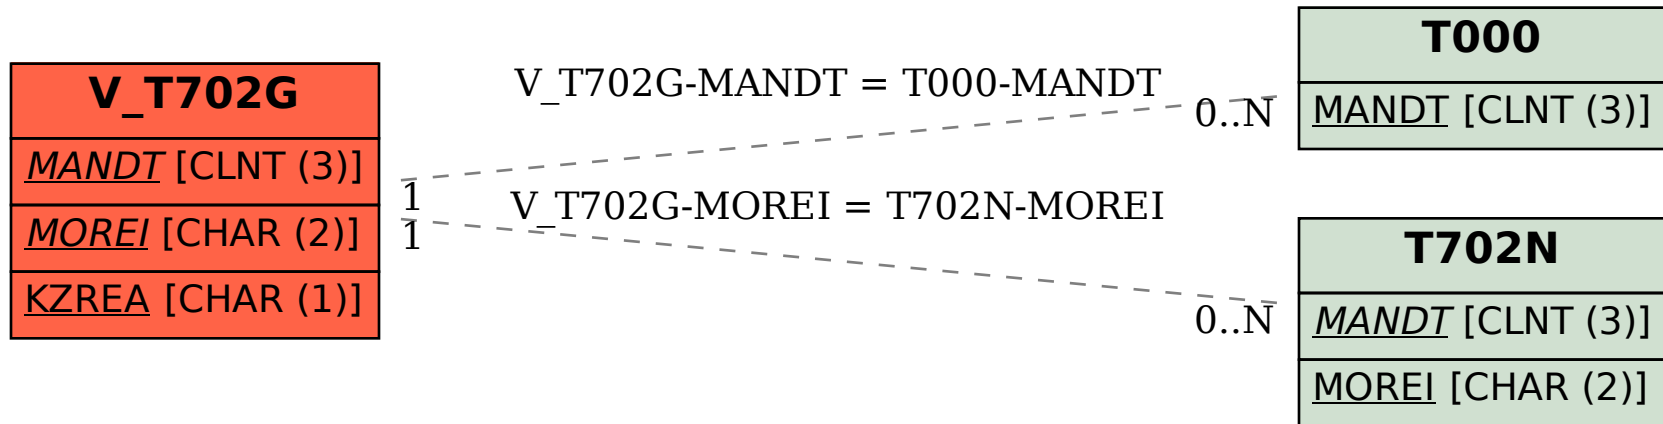 V_T702G
MANDT [CLNT (3)]
MOREI [CHAR (2)]
KZREA [CHAR (1)]
V_T702G-MANDT = T000-MANDT
0..N
1
V_T702G-MOREI = T702N-MOREI
1
0..N
T000
MANDT [CLNT (3)]
T702N
MANDT [CLNT (3)]
MOREI [CHAR (2)]